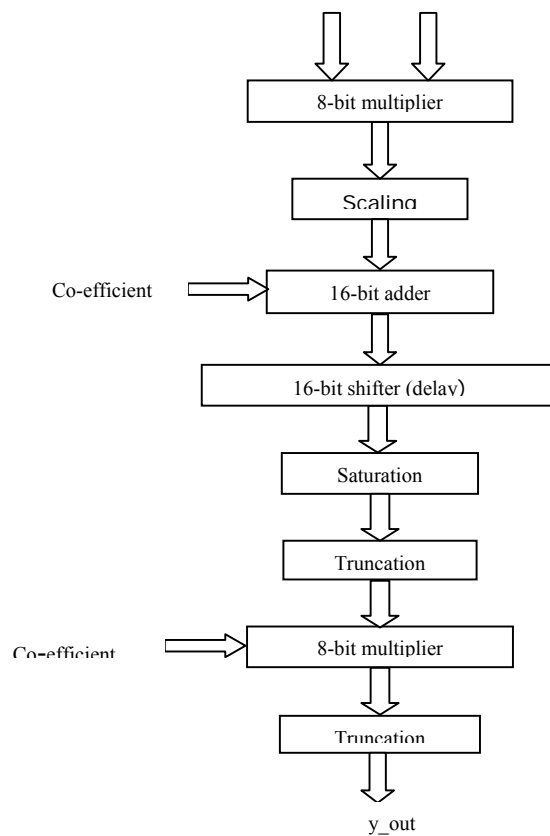 8-bit multiplier
Scaling
Co-efficient
16-bit adder
16-bit shifter (delay)
Saturation
Truncation
Co-efficient
8-bit multiplier
Truncation
y_out